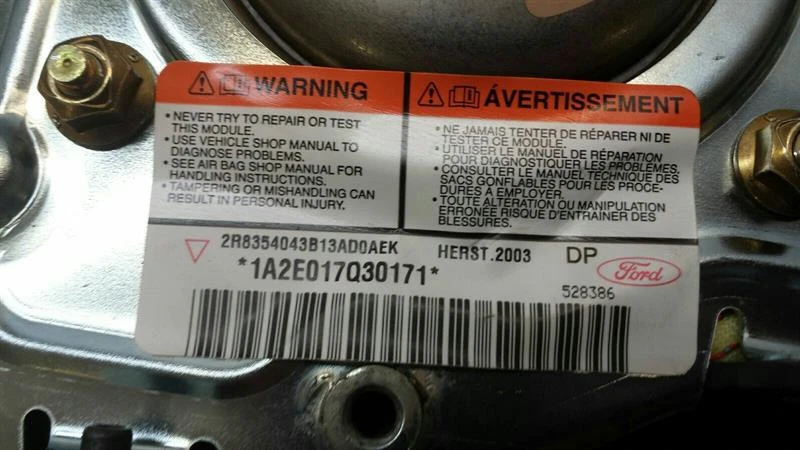 WARNING
• NEVER TRY TO REPAIR OR TEST
THIS MODULE.
• USE VEHICLE SHOP MANUAL TO
DIAGNOSE PROBLEMS.
• SEE AIR BAG SHOP MANUAL FOR
HANDLING INSTRUCTIONS.
• TAMPERING OR MISHANDLING CAN
RESULT IN PERSONAL INJURY.
ÁVERTISSEMENT
• NE JAMAIS TENTER DE RÉPARER NI DE
TESTER CE MODULE.
• UTILISER LE MANUEL DE RÉPARATION
POUR DIAGNOSTIQUER LES PROBLÈMES.
• CONSULTER LE MANUEL TECHNIQUE DES
SACS GONFLABLES POUR LES PROCE-
DURES À EMPLOYER.
• TOUTE ALTÉRATION OU MANIPULATION
ERRONÉE RISQUE D'ENTRAÎNER DES
BLESSURES.
2R8354043B13AD0AEK HERST.2003 DP
*1A2E017Q30171* Ford
528386